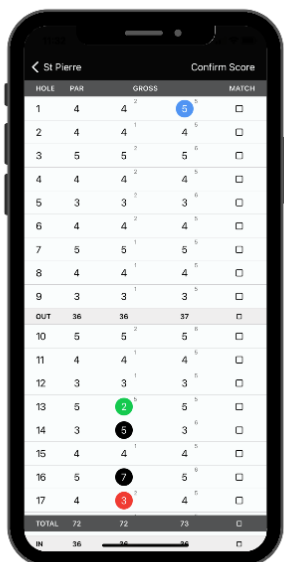 St Pierre Confirm Score
HOLE PAR GROSS MATCH
1 4 4 2 5 5
2 4 4 1 4 5
3 5 5 2 5 6
4 4 4 2 4 5
5 3 3 2 3 6
6 4 4 2 4 5
7 5 5 1 5 5
8 4 4 1 4 5
9 3 3 1 3 5
OUT 36 36 37
10 5 5 2 5 6
11 4 4 1 4 5
12 3 3 1 3 5
13 5 2 5 5
14 3 5 3 6
15 4 4 1 4 5
16 5 7 5
17 4 3 2 4 5
TOTAL 72 72 73
IN 36 36 36